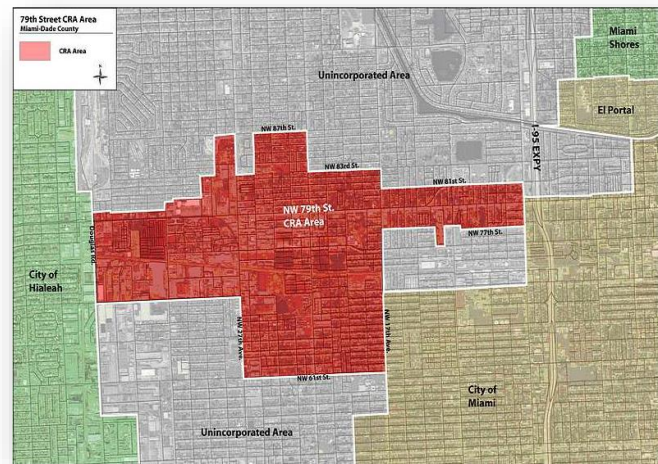 79th Street CRA Area
Miami-Dade County
CRA Area
Miami
Shores
Unincorporated Area
El Portal
I-95 EXPY
NW 87th St.
NW 83rd St.
NW 81st St.
NW 79th St.
CRA Area
NW 77th St.
Douglas Rd
City of
Hialeah
NW 27th Ave.
NW 17th Ave.
NW 61st St.
City of
Miami
Unincorporated Area